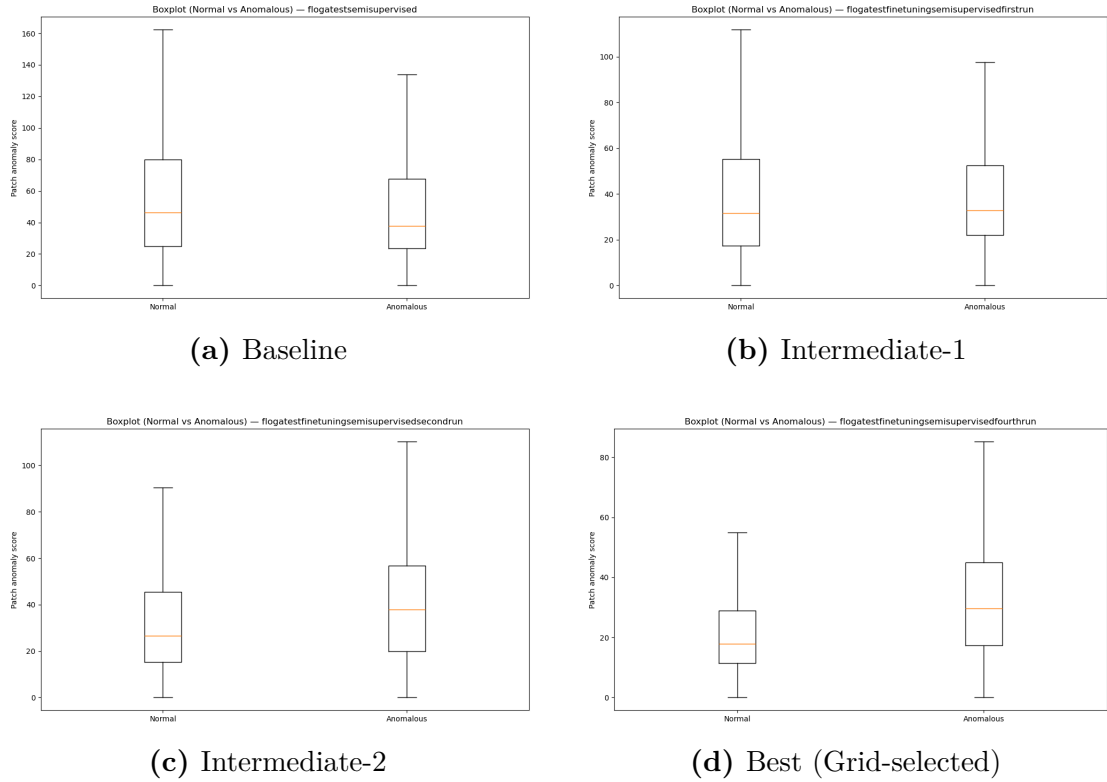 Boxplot (Normal vs Anomalous) — flogatestsemisupervised
Patch anomaly score
160
140
120
100
80
60
40
20
0
Normal
Anomalous
(a) Baseline
Boxplot (Normal vs Anomalous) — flogatestfinetuningsemisupervisedfirstrun
Patch anomaly score
100
80
60
40
20
0
Normal
Anomalous
(b) Intermediate-1
Boxplot (Normal vs Anomalous) — flogatestfinetuningsemisupervisedsecondrun
Patch anomaly score
100
80
60
40
20
0
Normal
Anomalous
(c) Intermediate-2
Boxplot (Normal vs Anomalous) — flogatestfinetuningsemisupervisedfourthrun
Patch anomaly score
80
60
40
20
0
Normal
Anomalous
(d) Best (Grid-selected)